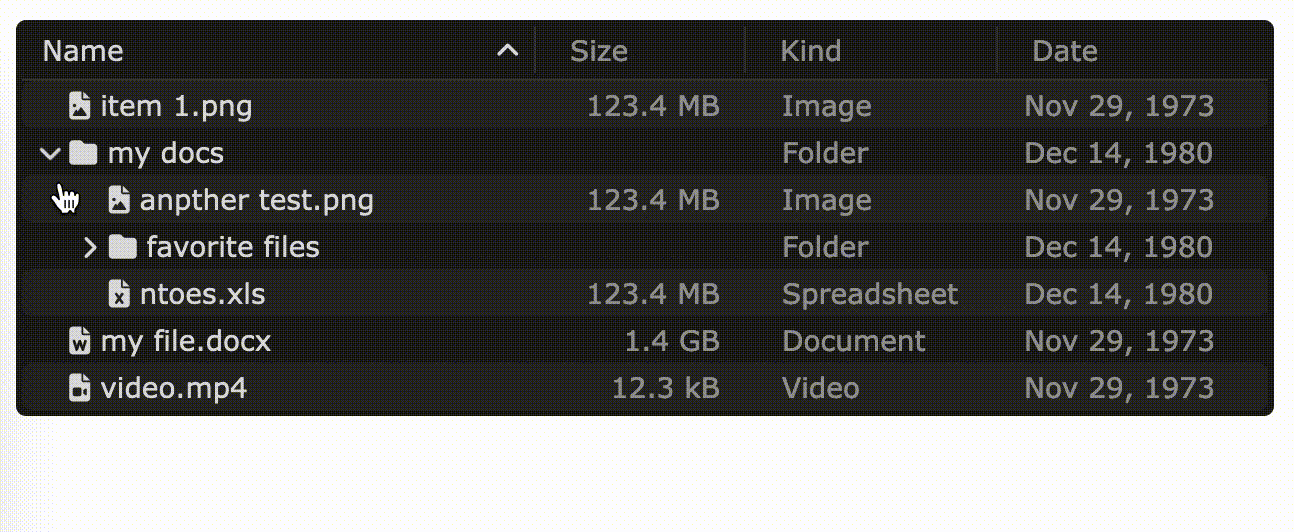 Name Size Kind Date
item 1.png 123.4 MB Image Nov 29, 1973
my docs Folder Dec 14, 1980
anpther test.png 123.4 MB Image Nov 29, 1973
favorite files Folder Dec 14, 1980
ntoes.xls 123.4 MB Spreadsheet Dec 14, 1980
my file.docx 1.4 GB Document Nov 29, 1973
video.mp4 12.3 kB Video Nov 29, 1973